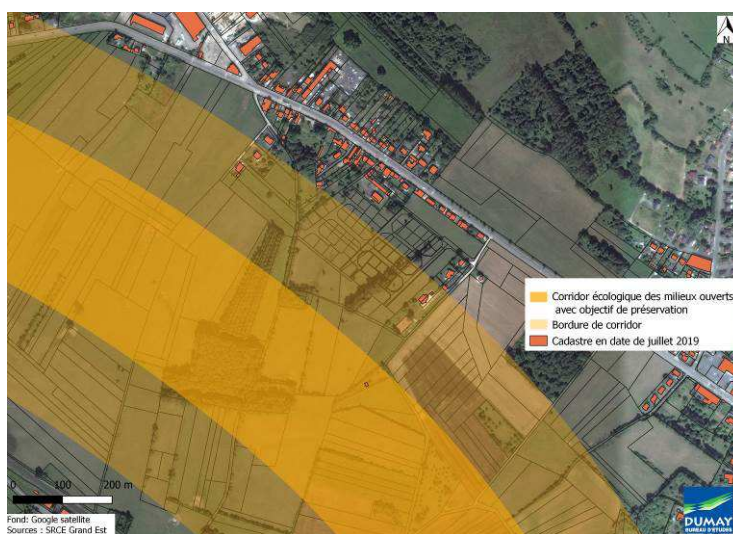 N
Corridor écologique des milieux ouverts
avec objectif de préservation
Bordure de corridor
Cadastre en date de juillet 2019
0 100 200 m
Fond: Google satellite
Sources : SRCE Grand Est
DUMAY
BUREAU D'ETUDES